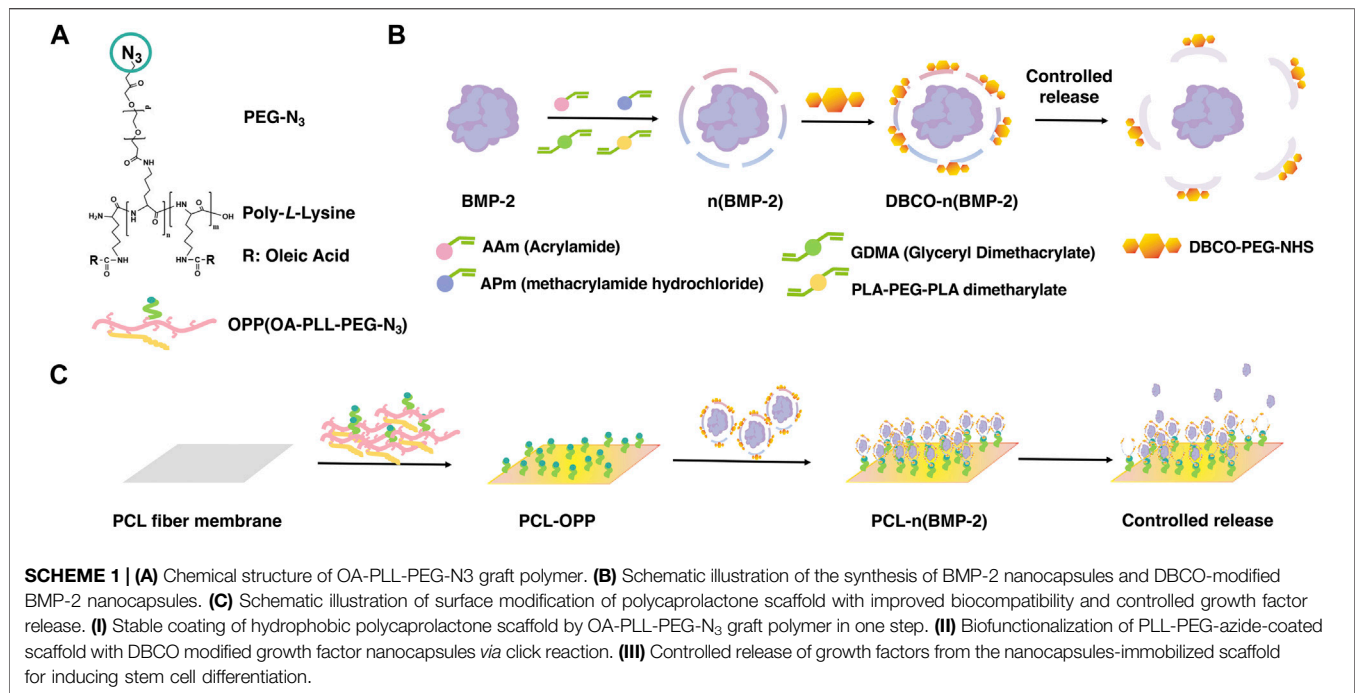 A
N3
O
O
P
O
O
NH
H2N
O
H
N
N
H
O
n
O
H
N
O
m
OH
R-C-NH
O
HN-C-R
O
PEG-N3
Poly-L-Lysine
R: Oleic Acid
OPP(OA-PLL-PEG-N3)
B
Controlled
release
BMP-2
n(BMP-2)
DBCO-n(BMP-2)
AAm (Acrylamide)
GDMA (Glyceryl Dimethacrylate)
DBCO-PEG-NHS
APm (methacrylamide hydrochloride)
PLA-PEG-PLA dimetharylate
C
PCL fiber membrane
PCL-OPP
PCL-n(BMP-2)
Controlled release
SCHEME 1 | (A) Chemical structure of OA-PLL-PEG-N3 graft polymer. (B) Schematic illustration of the synthesis of BMP-2 nanocapsules and DBCO-modified
BMP-2 nanocapsules. (C) Schematic illustration of surface modification of polycaprolactone scaffold with improved biocompatibility and controlled growth factor
release. (I) Stable coating of hydrophobic polycaprolactone scaffold by OA-PLL-PEG-N3 graft polymer in one step. (II) Biofunctionalization of PLL-PEG-azide-coated
scaffold with DBCO modified growth factor nanocapsules via click reaction. (III) Controlled release of growth factors from the nanocapsules-immobilized scaffold
for inducing stem cell differentiation.